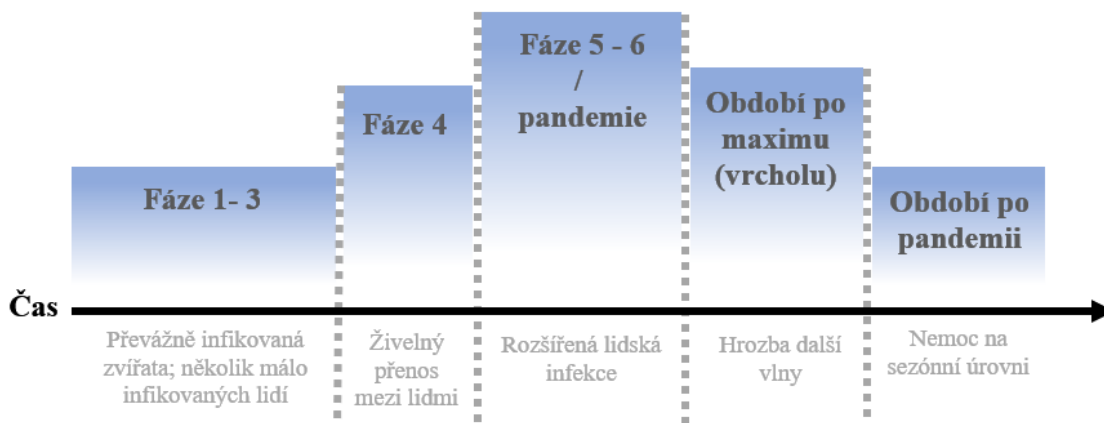 Fáze 1- 3
Fáze 4
Fáze 5 - 6
/
pandemie
Období po
maximu
(vrcholu)
Období po
pandemii
Čas
Převážně infikovaná
zvířata; několik málo
infikovaných lidí
Živelný
přenos
mezi lidmi
Rozšířená lidská
infekce
Hrozba další
vlny
Nemoc na
sezónní úrovni